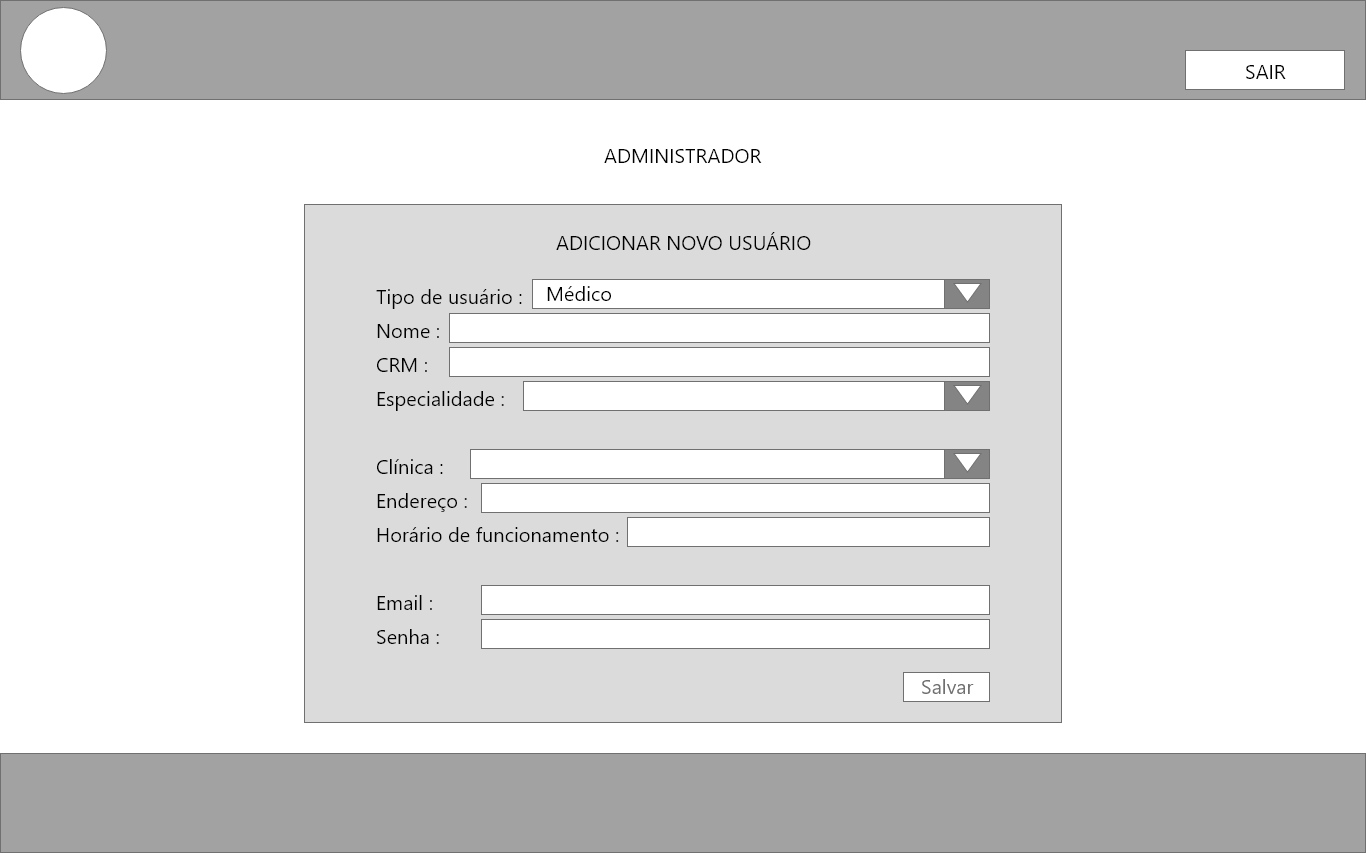 SAIR
ADMINISTRADOR
ADICIONAR NOVO USUÁRIO
Tipo de usuário : Médico
Nome :
CRM :
Especialidade :
Clínica :
Endereço :
Horário de funcionamento :
Email :
Senha :
Salvar